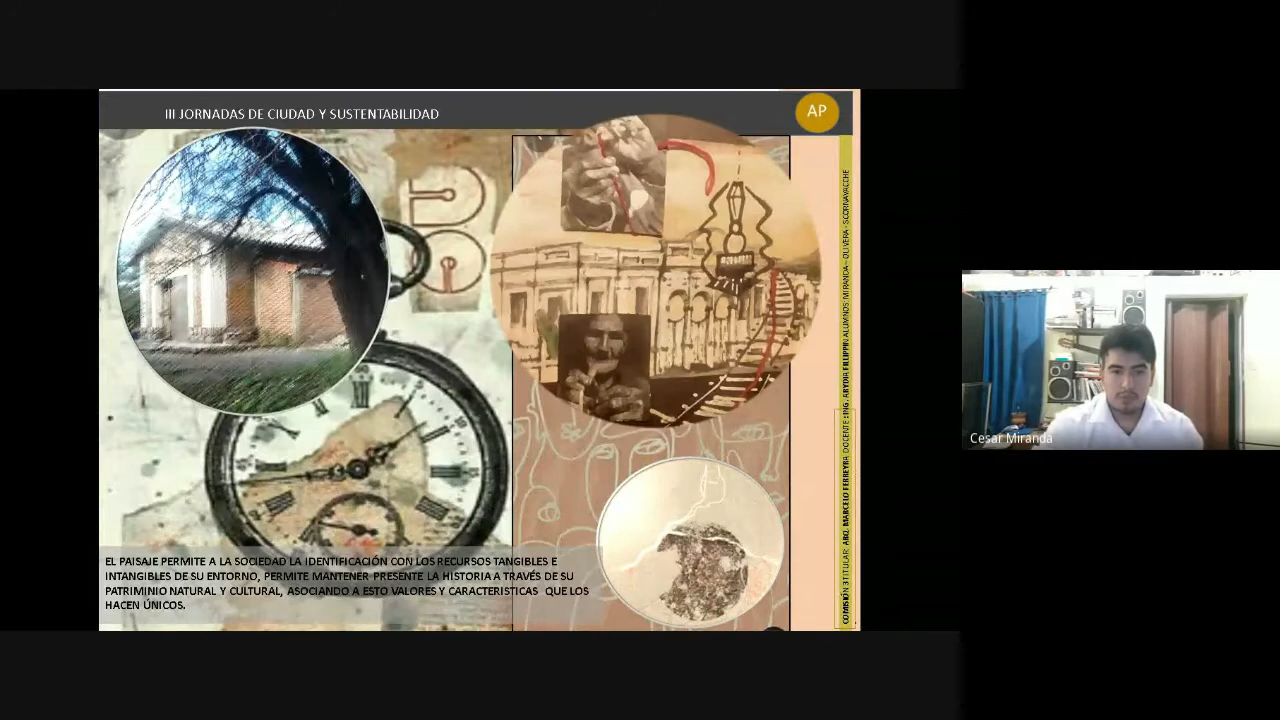 III JORNADAS DE CIUDAD Y SUSTENTABILIDAD
AP
EL PAISAJE PERMITE A LA SOCIEDAD LA IDENTIFICACIÓN CON LOS RECURSOS TANGIBLES E
INTANGIBLES DE SU ENTORNO, PERMITE MANTENER PRESENTE LA HISTORIA A TRAVÉS DE SU
PATRIMINIO NATURAL Y CULTURAL, ASOCIANDO A ESTO VALORES Y CARACTERISTICAS QUE LOS
HACEN ÚNICOS.
COMISIÓN 3 TITULAR: ARQ. MARCELO FERREYRA DOCENTE: ING. ALUMNOS: MIRANDA - OLIVERA - SCORNAVACCHE
Cesar Miranda